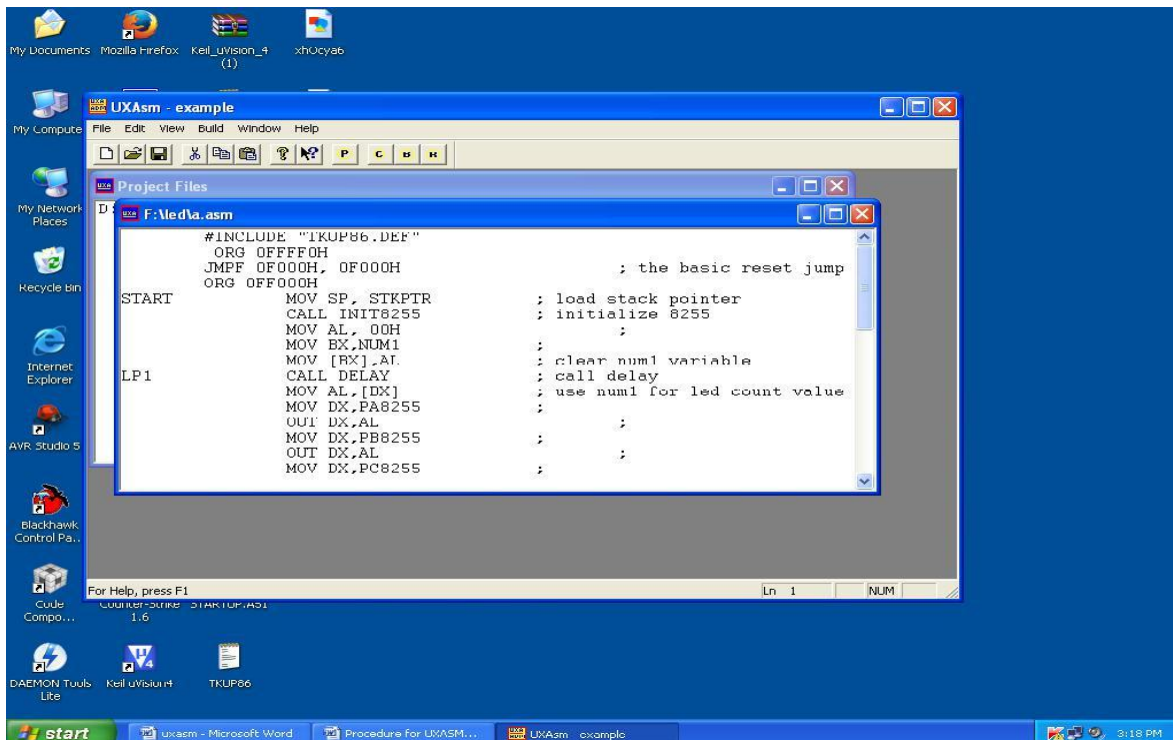 My Documents
Mozilla Firefox
Keil_uVision_4 (1)
xhOcya6
My Compute
My Network Places
Recycle Bin
Internet Explorer
AVR Studio 5
Blackhawk Control Pa..
Code Compo...
Counter-Strike 1.6
STARTUP.A51
DAEMON Tools Lite
Keil uVision4
TKUP86
UXAsm - example
File Edit View Build Window Help
P C B R
Project Files
D:
F:\led\a.asm
#INCLUDE "TKUP86.DEF"
ORG 0FFFF0H
JMPF 0F000H, 0F000H ; the basic reset jump
ORG 0FF000H
START MOV SP, STKPTR ; load stack pointer
CALL INIT8255 ; initialize 8255
MOV AL, 00H ;
MOV BX,NUM1 ;
MOV [BX],AL ; clear num1 variable
LP1 CALL DELAY ; call delay
MOV AL,[BX] ; use num1 for led count value
MOV DX,PA8255 ;
OUT DX,AL ;
MOV DX,PB8255 ;
OUT DX,AL ;
MOV DX,PC8255 ;
For Help, press F1
Ln 1
NUM
start
uxasm - Microsoft Word
Procedure for UXASM...
UXAsm - example
3:18 PM